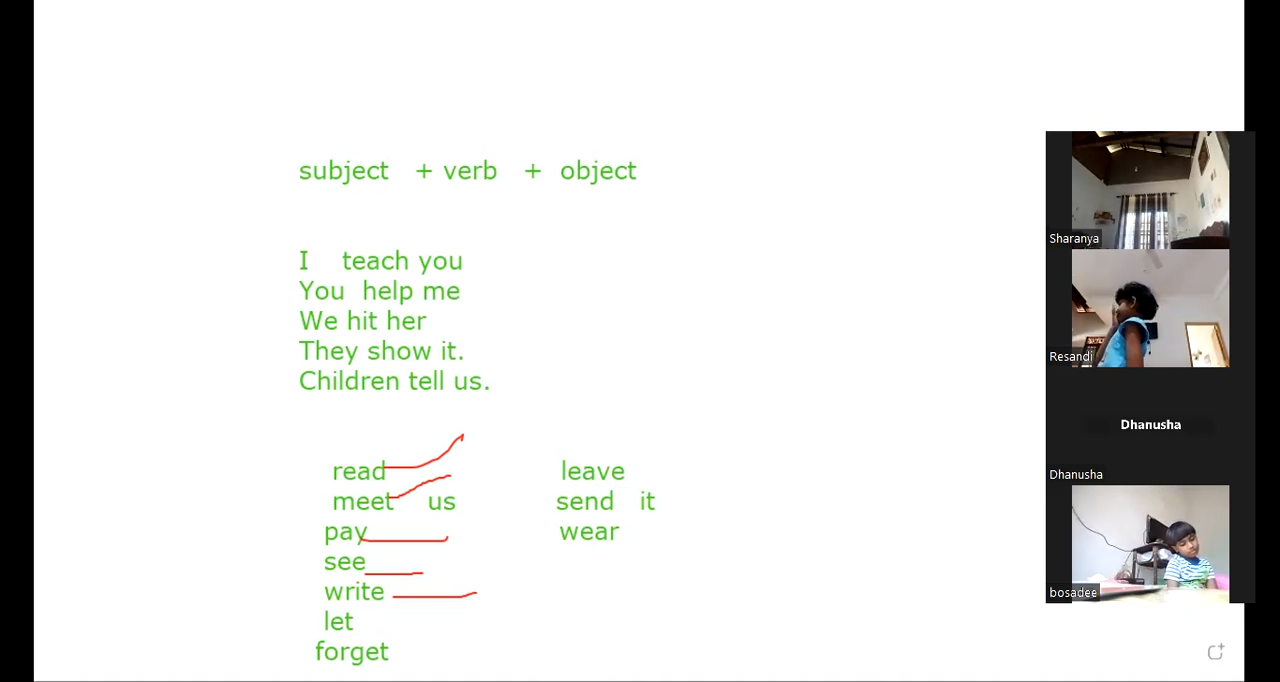 subject + verb + object
I teach you
You help me
We hit her
They show it.
Children tell us.
read leave
meet us send it
pay wear
see
write
let
forget
Sharanya
Resandi
Dhanusha
Dhanusha
bosadee